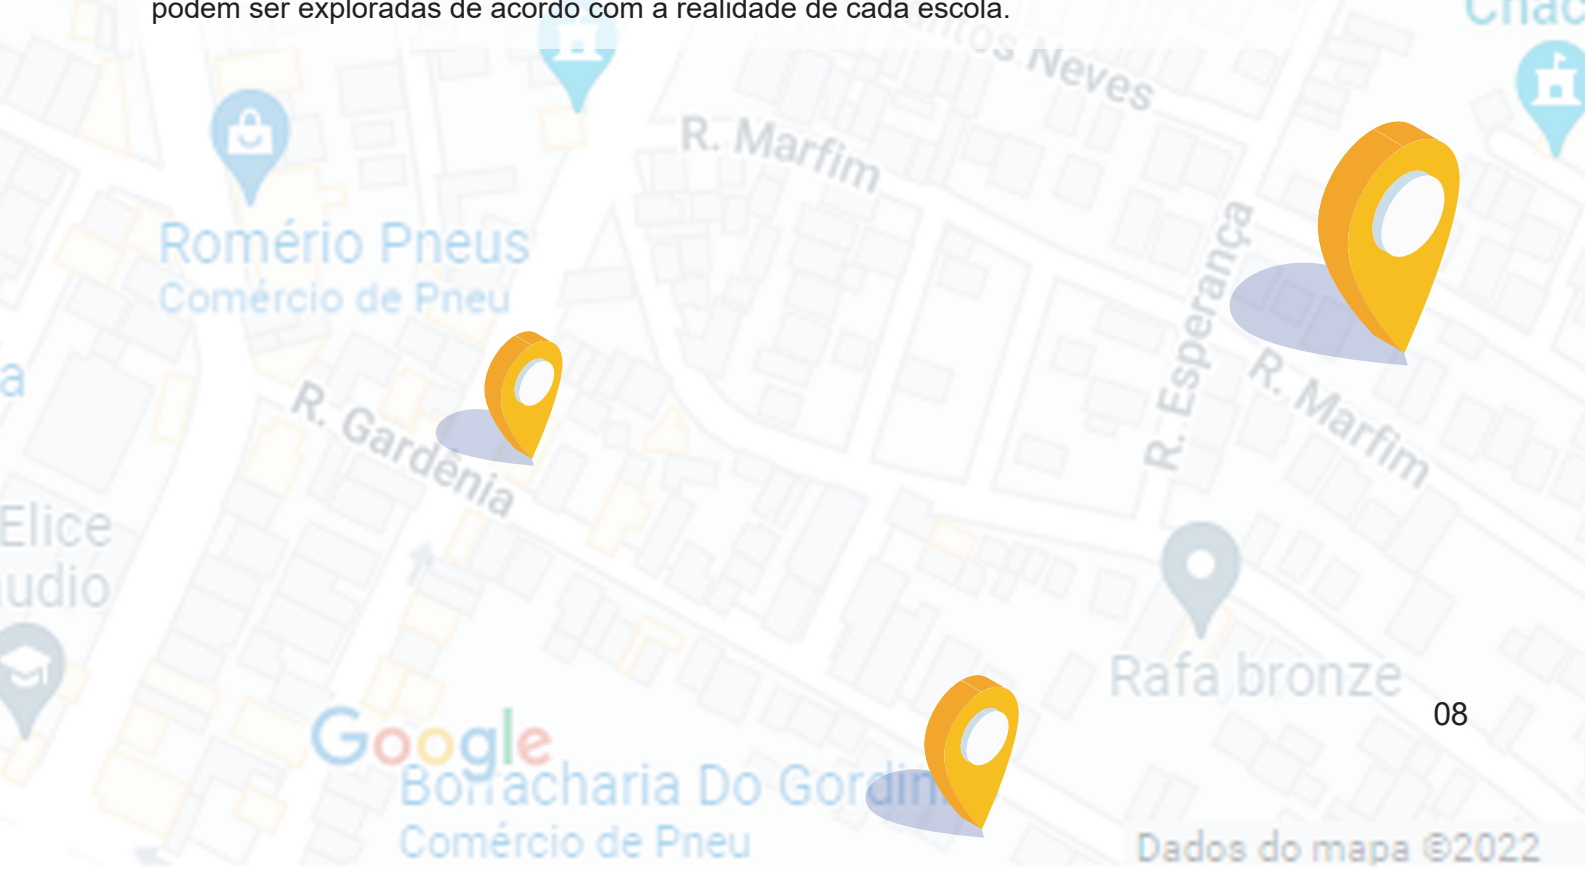 podem ser exploradas de acordo com a realidade de cada escola.
Neves
R. Marfim
Romério Pneus
Comércio de Pneu
R. Esperança
a
R. Gardênia
R. Marfim
Elice
udio
Rafa bronze
08
Google
Borracharia Do Gordin
Comércio de Pneu
Dados do mapa ©2022